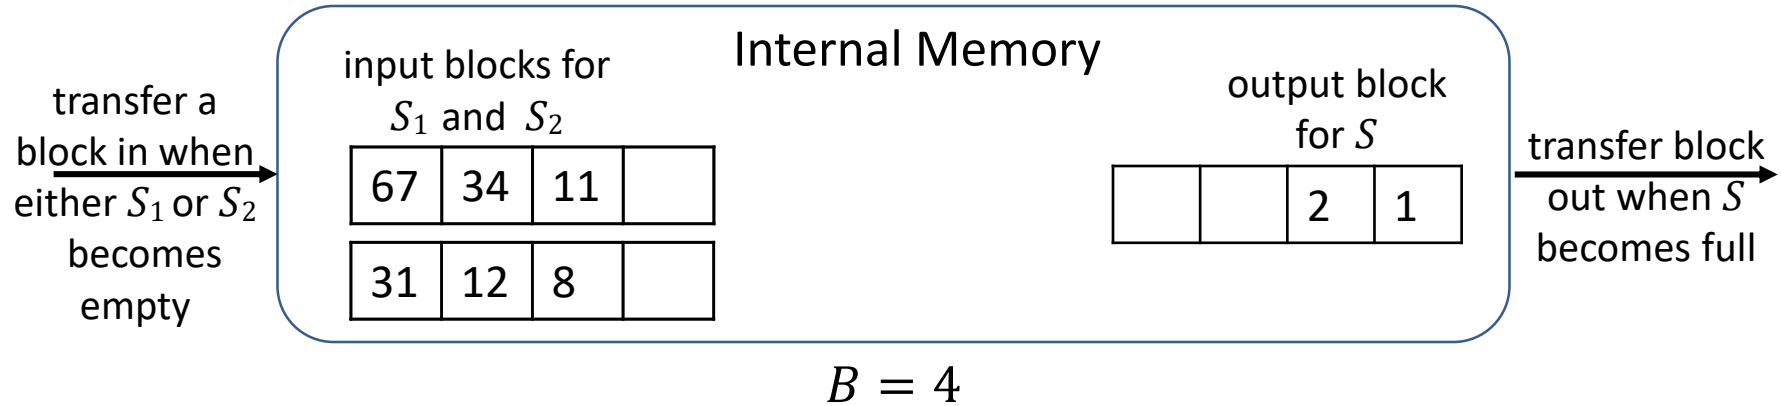 Internal Memory
transfer a
block in when
either S₁ or S₂
becomes
empty
input blocks for
S₁ and S₂
67 34 11
31 12 8
output block
for S
2 1
transfer block
out when S
becomes full
B = 4